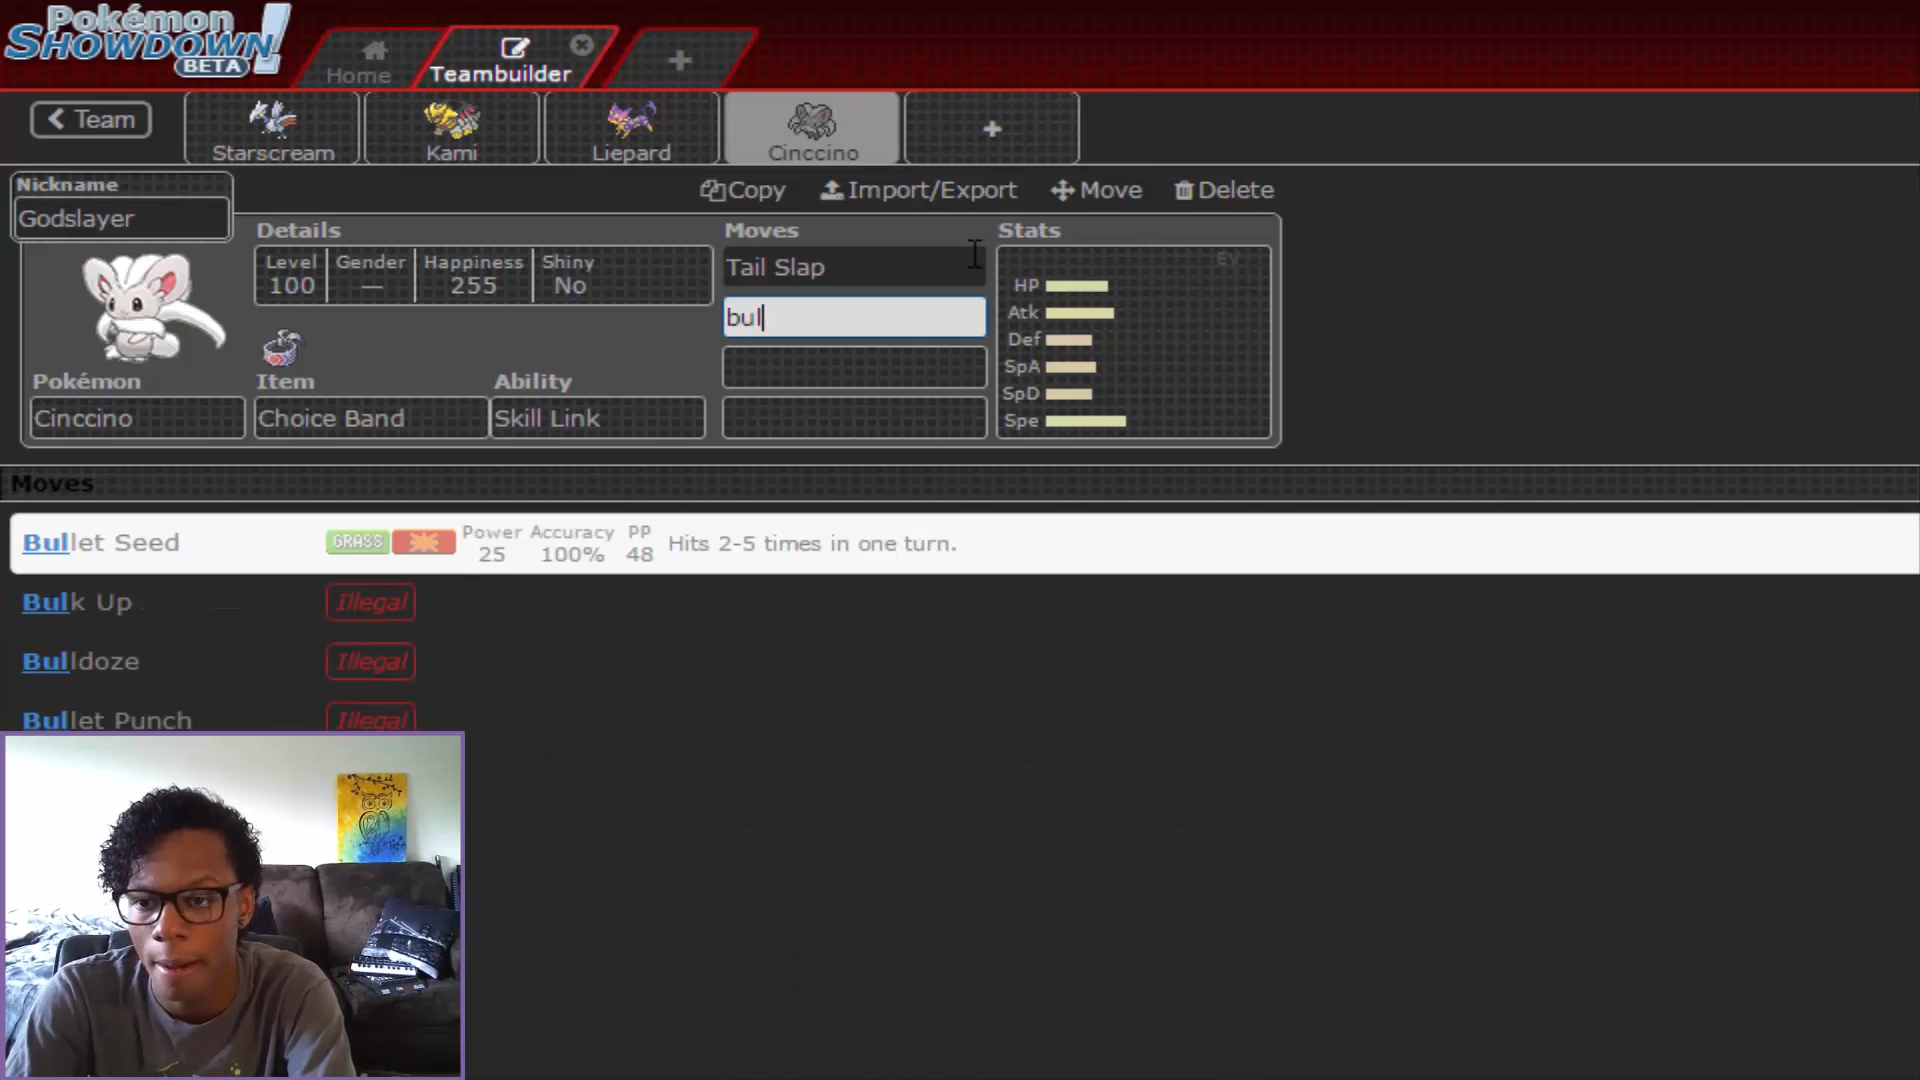 Pokémon
SHOWDOWN!
BETA
Home
Teambuilder
+
Team
Starscream
Kami
Liepard
Cinccino
+
Nickname
Godslayer
Copy
Import/Export
Move
Delete
Details
Level
100
Gender
—
Happiness
255
Shiny
No
Pokémon
Cinccino
Item
Choice Band
Ability
Skill Link
Moves
Tail Slap
bul
Stats
EV
HP
Atk
Def
SpA
SpD
Spe
Moves
Bullet Seed GRASS Power 25 Accuracy 100% PP 48 Hits 2-5 times in one turn.
Bulk Up Illegal
Bulldoze Illegal
Bullet Punch Illegal